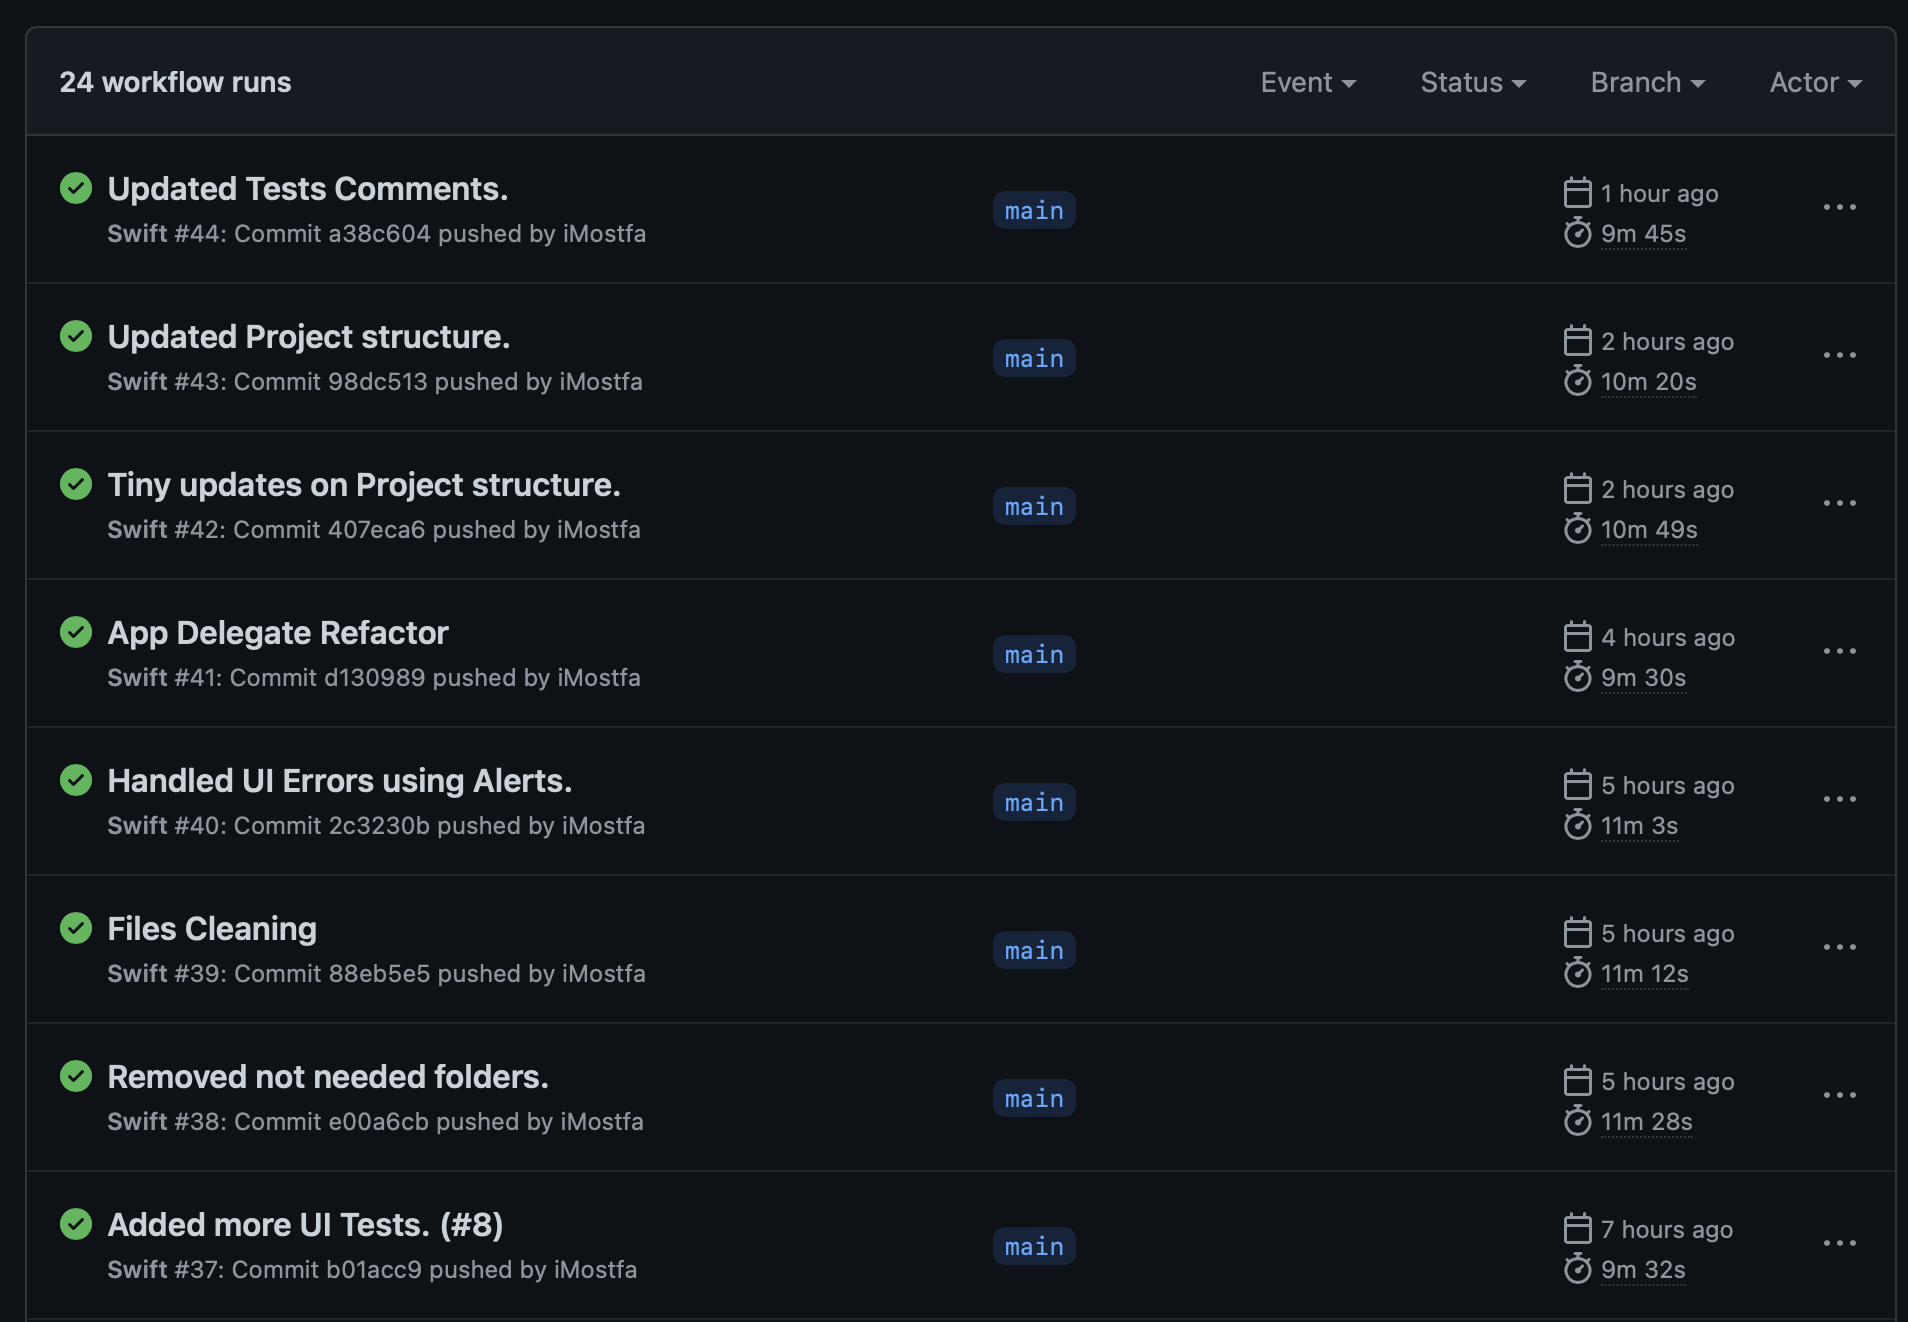 24 workflow runs
Event Status Branch Actor
Updated Tests Comments.
Swift #44: Commit a38c604 pushed by iMostfa
main
1 hour ago
9m 45s
Updated Project structure.
Swift #43: Commit 98dc513 pushed by iMostfa
main
2 hours ago
10m 20s
Tiny updates on Project structure.
Swift #42: Commit 407eca6 pushed by iMostfa
main
2 hours ago
10m 49s
App Delegate Refactor
Swift #41: Commit d130989 pushed by iMostfa
main
4 hours ago
9m 30s
Handled UI Errors using Alerts.
Swift #40: Commit 2c3230b pushed by iMostfa
main
5 hours ago
11m 3s
Files Cleaning
Swift #39: Commit 88eb5e5 pushed by iMostfa
main
5 hours ago
11m 12s
Removed not needed folders.
Swift #38: Commit e00a6cb pushed by iMostfa
main
5 hours ago
11m 28s
Added more UI Tests. (#8)
Swift #37: Commit b01acc9 pushed by iMostfa
main
7 hours ago
9m 32s